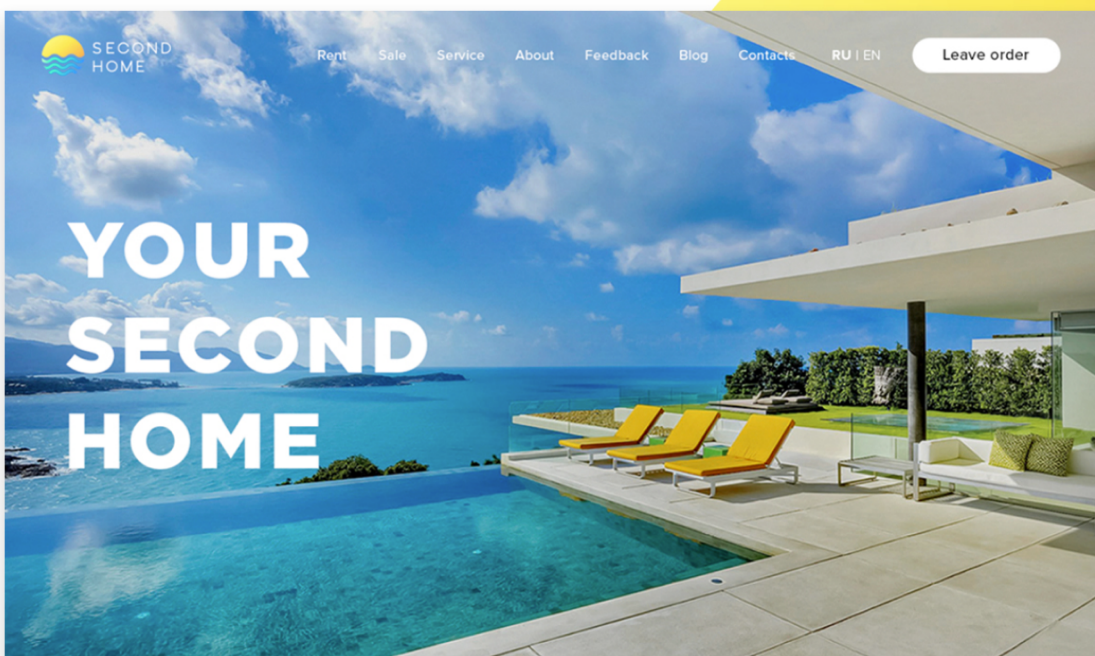 SECOND
HOME
Rent Sale Service About Feedback Blog Contacts RU | EN Leave order
YOUR
SECOND
HOME